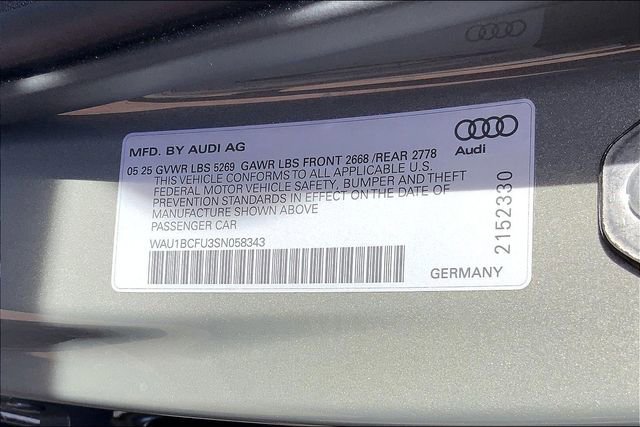 MFD. BY AUDI AG
Audi
05 25 GVWR LBS 5269 GAWR LBS FRONT 2668 /REAR 2778
THIS VEHICLE CONFORMS TO ALL APPLICABLE U.S.
FEDERAL MOTOR VEHICLE SAFETY, BUMPER AND THEFT
PREVENTION STANDARDS IN EFFECT ON THE DATE OF
MANUFACTURE SHOWN ABOVE
PASSENGER CAR
WAU1BCFU3SN058343
GERMANY
2152330